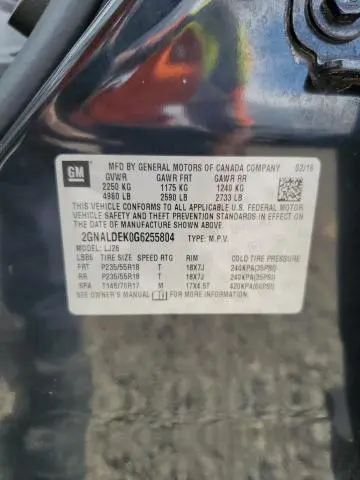 GM
MFD BY GENERAL MOTORS OF CANADA COMPANY 02/16
GVWR GAWR FRT GAWR RR
2250 KG 1175 KG 1240 KG
4960 LB 2590 LB 2733 LB
THIS VEHICLE CONFORMS TO ALL APPLICABLE U.S. FEDERAL
MOTOR VEHICLE SAFETY, BUMPER, AND THEFT PREVENTION
STANDARDS IN EFFECT ON THE DATE OF MANUFACTURE
SHOWN ABOVE.
2GNALDEK0G6255804 TYPE: M.P.V.
MODEL: LJ26
LBB6 TIRE SIZE SPEED RTG RIM COLD TIRE PRESSURE
FRT P235/55R18 T 18X7J 240KPA(35PSI)
RR P235/55R18 T 18X7J 240KPA(35PSI)
SPA T145/70R17 M 17X4.5T 420KPA(60PSI)
SEE OWNER'S MANUAL FOR MORE INFORMATION.